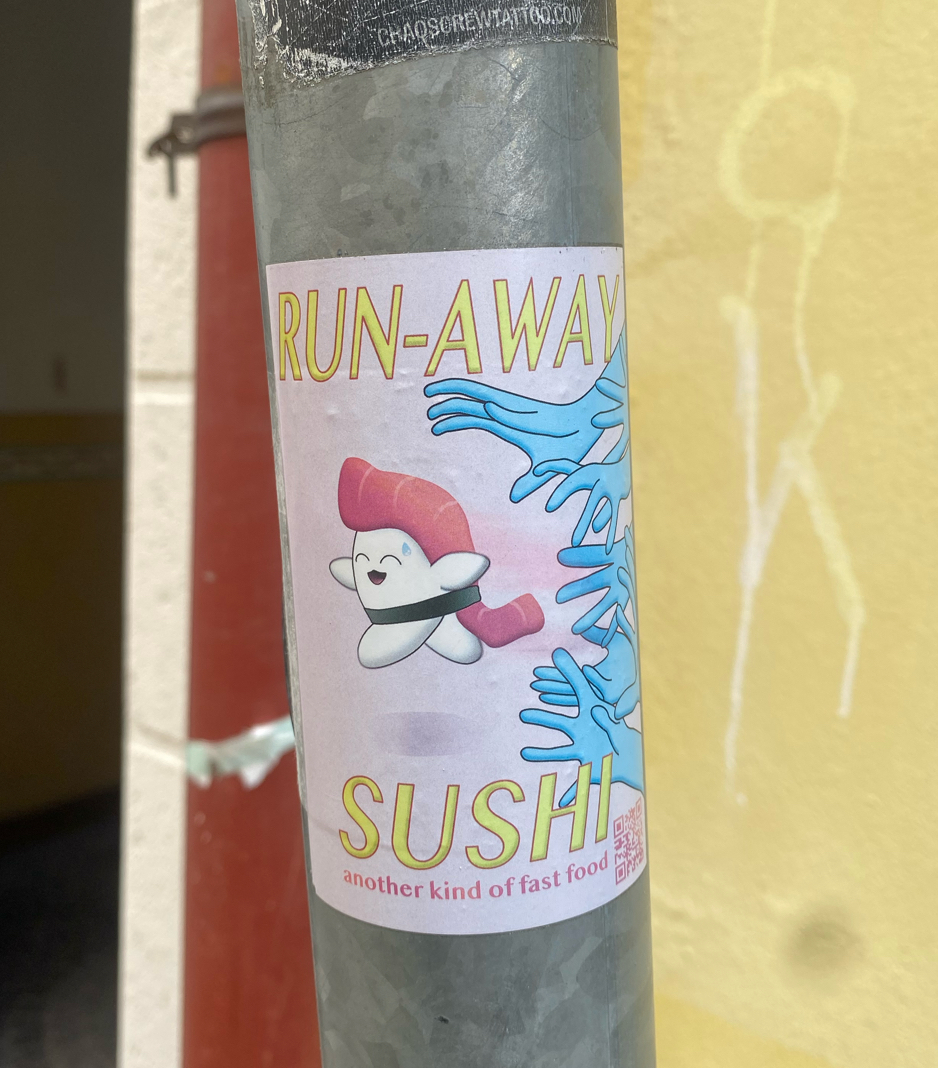 CHAOSCREWTATTOO.COM
RUN-AWAY
SUSHI
another kind of fast food